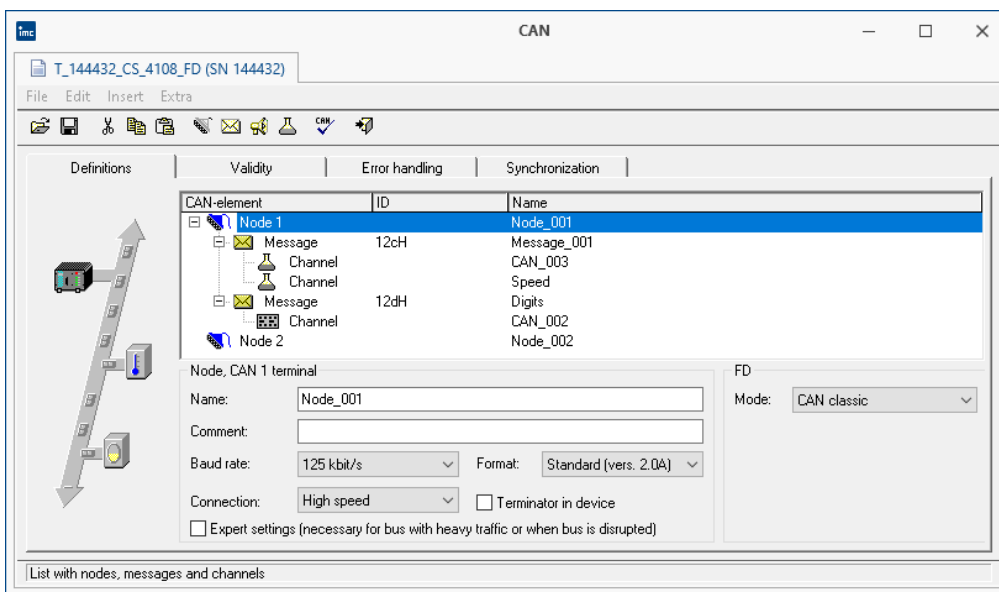 imc
CAN
T_144432_CS_4108_FD (SN 144432)
File Edit Insert Extra
CAN
Definitions Validity Error handling Synchronization
CAN-element ID Name
Node 1 Node_001
Message 12cH Message_001
Channel CAN_003
Channel Speed
Message 12dH Digits
Channel CAN_002
Node 2 Node_002
Node, CAN 1 terminal
Name: Node_001
Comment:
Baud rate: 125 kbit/s Format: Standard (vers. 2.0A)
Connection: High speed Terminator in device
Expert settings (necessary for bus with heavy traffic or when bus is disrupted)
FD
Mode: CAN classic
List with nodes, messages and channels